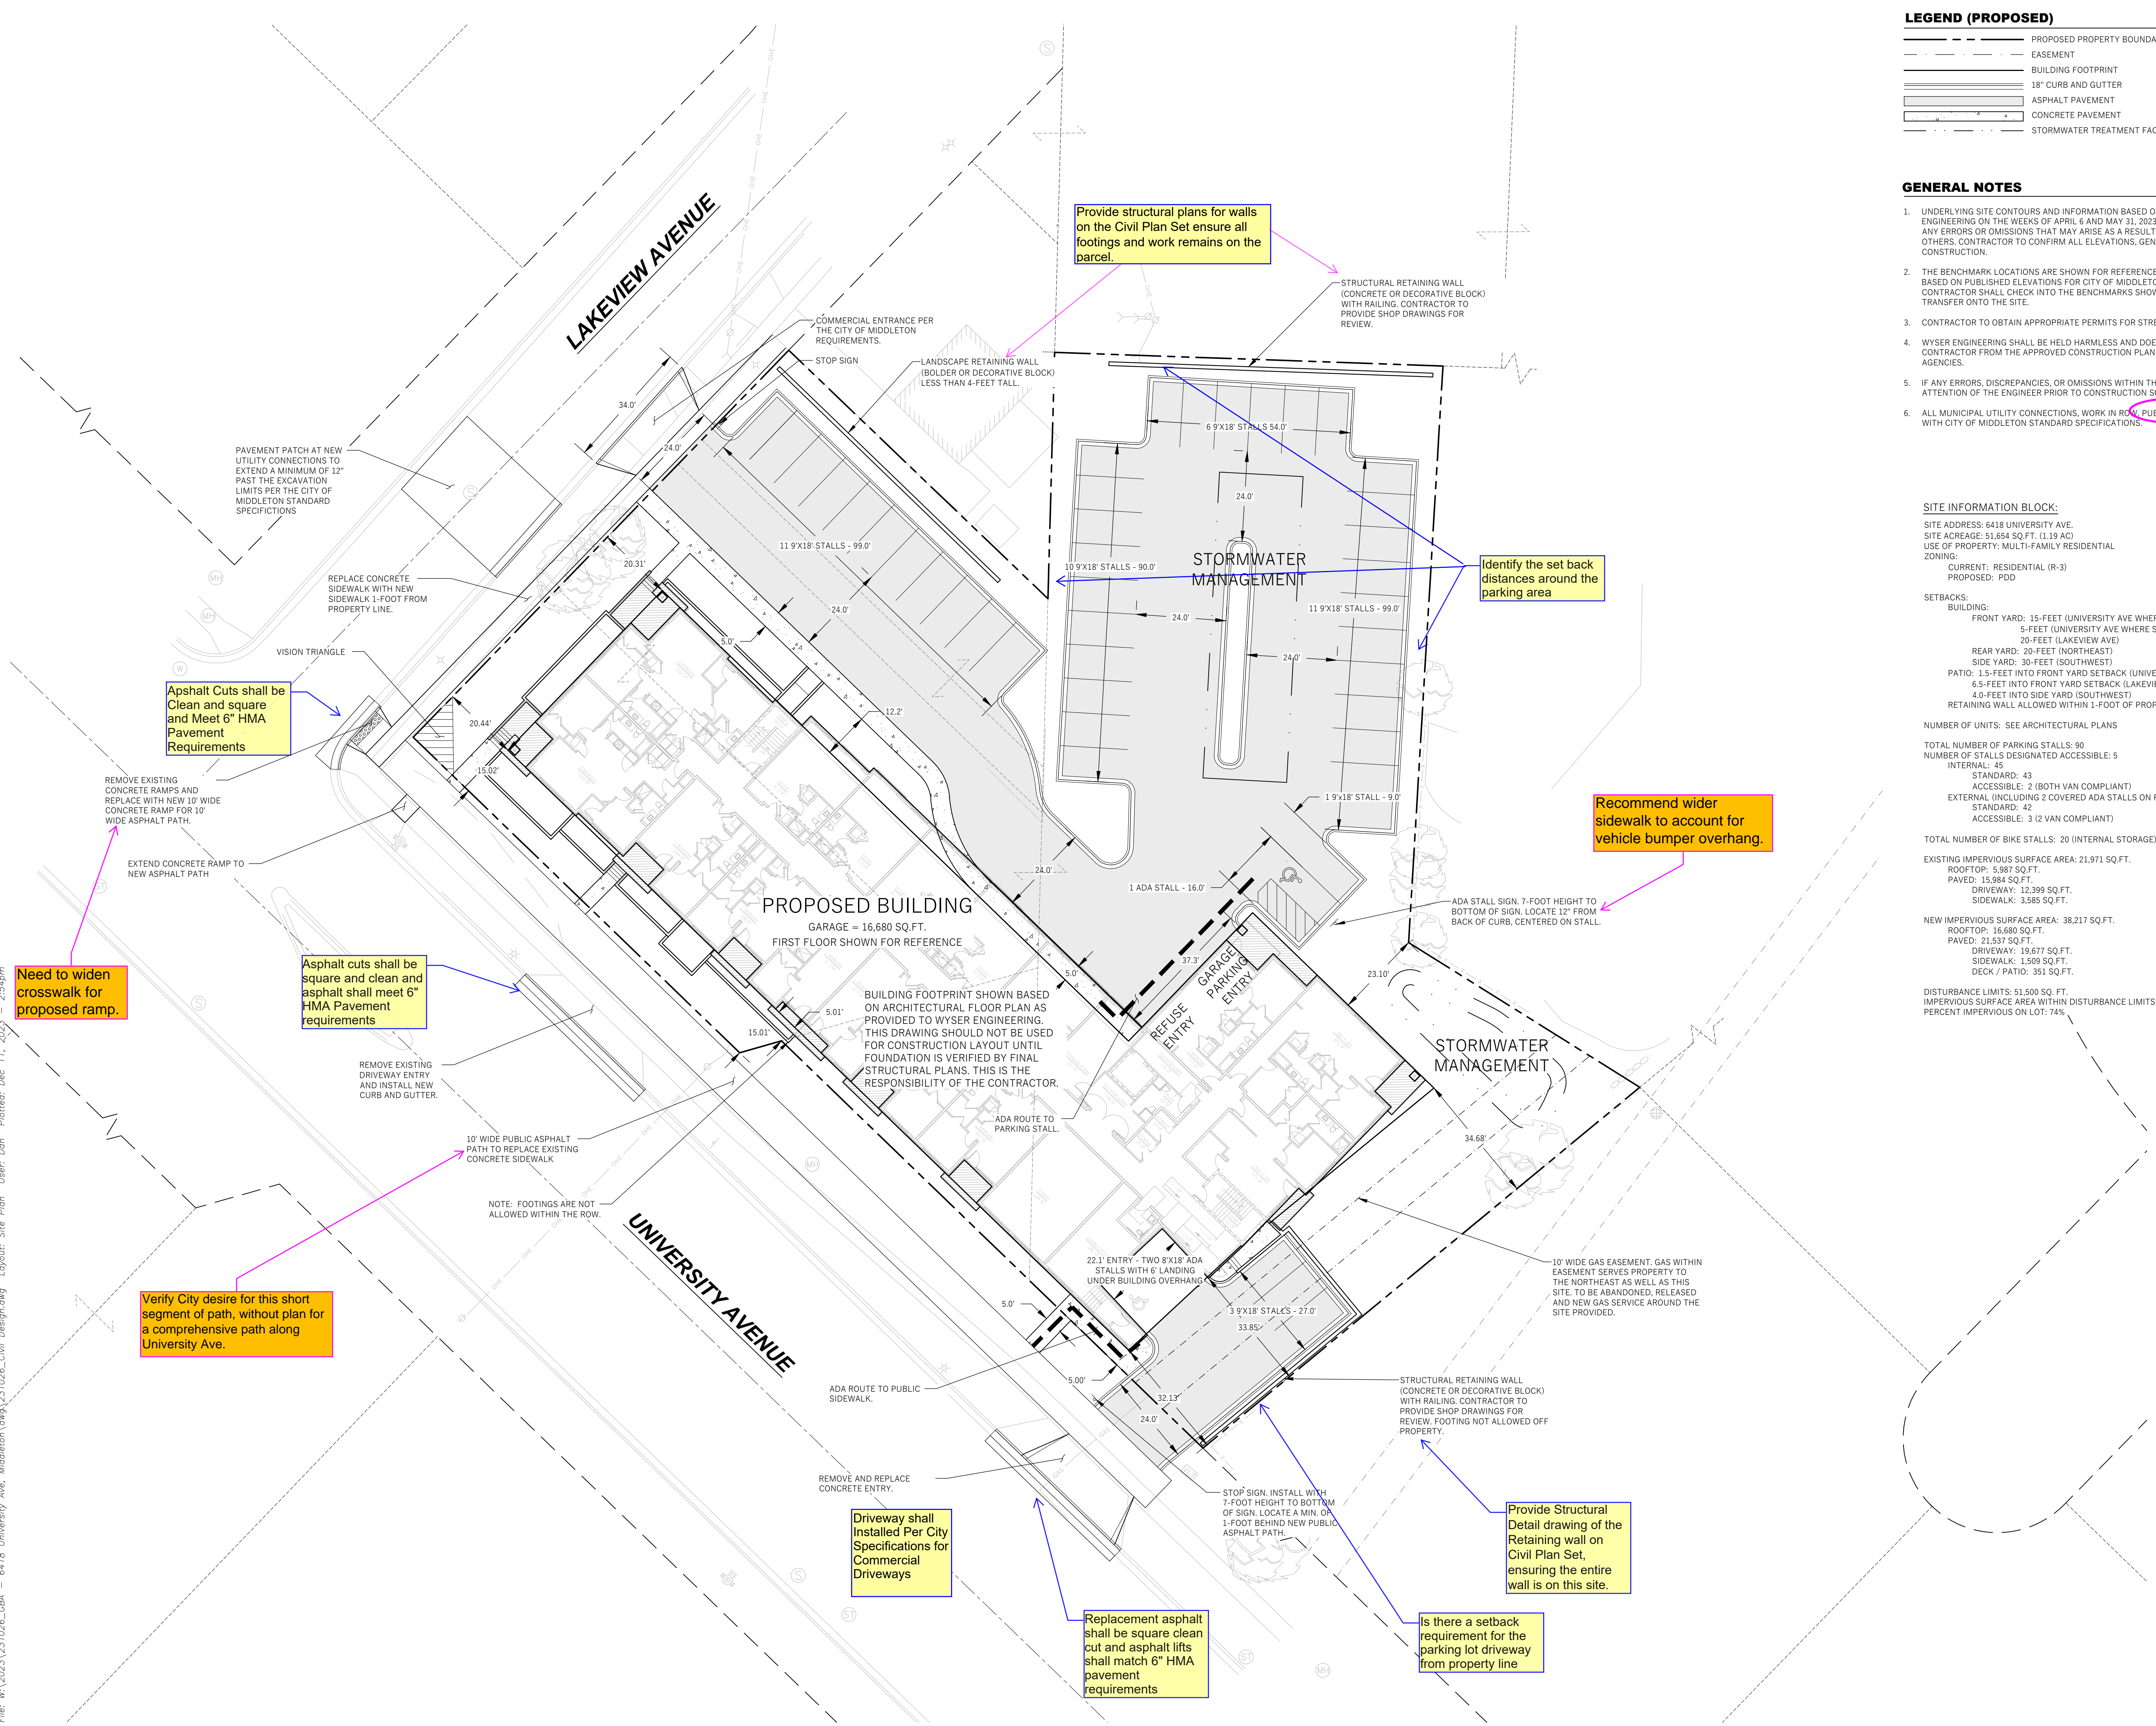 LEGEND (PROPOSED)
PROPOSED PROPERTY BOUNDA
EASEMENT
BUILDING FOOTPRINT
18" CURB AND GUTTER
ASPHALT PAVEMENT
CONCRETE PAVEMENT
STORMWATER TREATMENT FAC
GENERAL NOTES
1. UNDERLYING SITE CONTOURS AND INFORMATION BASED O
ENGINEERING ON THE WEEKS OF APRIL 6 AND MAY 31, 2023
ANY ERRORS OR OMISSIONS THAT MAY ARISE AS A RESULT
OTHERS. CONTRACTOR TO CONFIRM ALL ELEVATIONS, GEN
CONSTRUCTION.
2. THE BENCHMARK LOCATIONS ARE SHOWN FOR REFERENCE
BASED ON PUBLISHED ELEVATIONS FOR CITY OF MIDDLETO
CONTRACTOR SHALL CHECK INTO THE BENCHMARKS SHOW
TRANSFER ONTO THE SITE.
3. CONTRACTOR TO OBTAIN APPROPRIATE PERMITS FOR STRE
4. WYSER ENGINEERING SHALL BE HELD HARMLESS AND DOE
CONTRACTOR FROM THE APPROVED CONSTRUCTION PLAN
AGENCIES.
5. IF ANY ERRORS, DISCREPANCIES, OR OMISSIONS WITHIN TH
ATTENTION OF THE ENGINEER PRIOR TO CONSTRUCTION S
6. ALL MUNICIPAL UTILITY CONNECTIONS, WORK IN ROW, PUB
WITH CITY OF MIDDLETON STANDARD SPECIFICATIONS.
SITE INFORMATION BLOCK:
SITE ADDRESS: 6418 UNIVERSITY AVE.
SITE ACREAGE: 51,654 SQ.FT. (1.19 AC)
USE OF PROPERTY: MULTI-FAMILY RESIDENTIAL
ZONING:
CURRENT: RESIDENTIAL (R-3)
PROPOSED: PDD
SETBACKS:
BUILDING:
FRONT YARD: 15-FEET (UNIVERSITY AVE WHER
5-FEET (UNIVERSITY AVE WHERE S
20-FEET (LAKEVIEW AVE)
REAR YARD: 20-FEET (NORTHEAST)
SIDE YARD: 30-FEET (SOUTHWEST)
PATIO: 1.5-FEET INTO FRONT YARD SETBACK (UNIVE
6.5-FEET INTO FRONT YARD SETBACK (LAKEVIE
4.0-FEET INTO SIDE YARD (SOUTHWEST)
RETAINING WALL ALLOWED WITHIN 1-FOOT OF PROP
NUMBER OF UNITS: SEE ARCHITECTURAL PLANS
TOTAL NUMBER OF PARKING STALLS: 90
NUMBER OF STALLS DESIGNATED ACCESSIBLE: 5
INTERNAL: 45
STANDARD: 43
ACCESSIBLE: 2 (BOTH VAN COMPLIANT)
EXTERNAL (INCLUDING 2 COVERED ADA STALLS ON F
STANDARD: 42
ACCESSIBLE: 3 (2 VAN COMPLIANT)
TOTAL NUMBER OF BIKE STALLS: 20 (INTERNAL STORAGE)
EXISTING IMPERVIOUS SURFACE AREA: 21,971 SQ.FT.
ROOFTOP: 5,987 SQ.FT.
PAVED: 15,984 SQ.FT.
DRIVEWAY: 12,399 SQ.FT.
SIDEWALK: 3,585 SQ.FT.
NEW IMPERVIOUS SURFACE AREA: 38,217 SQ.FT.
ROOFTOP: 16,680 SQ.FT.
PAVED: 21,537 SQ.FT.
DRIVEWAY: 19,677 SQ.FT.
SIDEWALK: 1,509 SQ.FT.
DECK / PATIO: 351 SQ.FT.
DISTURBANCE LIMITS: 51,500 SQ. FT.
IMPERVIOUS SURFACE AREA WITHIN DISTURBANCE LIMITS
PERCENT IMPERVIOUS ON LOT: 74%
LAKEVIEW AVENUE
Provide structural plans for walls
on the Civil Plan Set ensure all
footings and work remains on the
parcel.
STRUCTURAL RETAINING WALL
(CONCRETE OR DECORATIVE BLOCK)
WITH RAILING. CONTRACTOR TO
PROVIDE SHOP DRAWINGS FOR
REVIEW.
COMMERCIAL ENTRANCE PER
THE CITY OF MIDDLETON
REQUIREMENTS.
STOP SIGN
LANDSCAPE RETAINING WALL
(BOLDER OR DECORATIVE BLOCK)
LESS THAN 4-FEET TALL.
34.0'
24.0'
6 9'X18' STALLS 54.0'
PAVEMENT PATCH AT NEW
UTILITY CONNECTIONS TO
EXTEND A MINIMUM OF 12"
PAST THE EXCAVATION
LIMITS PER THE CITY OF
MIDDLETON STANDARD
SPECIFICTIONS
24.0'
11 9'X18' STALLS - 99.0'
STORMWATER
MANAGEMENT
20.31'
10 9'X18' STALLS - 90.0'
Identify the set back
distances around the
parking area
REPLACE CONCRETE
SIDEWALK WITH NEW
SIDEWALK 1-FOOT FROM
PROPERTY LINE.
24.0'
24.0'
11 9'X18' STALLS - 99.0'
5.0'
24.0'
VISION TRIANGLE
Apshalt Cuts shall be
Clean and square
and Meet 6" HMA
Pavement
Requirements
20.44'
12.2'
15.02'
REMOVE EXISTING
CONCRETE RAMPS AND
REPLACE WITH NEW 10' WIDE
CONCRETE RAMP FOR 10'
WIDE ASPHALT PATH.
1 9'x18' STALL - 9.0'
Recommend wider
sidewalk to account for
vehicle bumper overhang.
EXTEND CONCRETE RAMP TO
NEW ASPHALT PATH
24.0'
1 ADA STALL - 16.0'
PROPOSED BUILDING
GARAGE = 16,680 SQ.FT.
FIRST FLOOR SHOWN FOR REFERENCE
ADA STALL SIGN. 7-FOOT HEIGHT TO
BOTTOM OF SIGN. LOCATE 12" FROM
BACK OF CURB, CENTERED ON STALL.
Need to widen
crosswalk for
proposed ramp.
Asphalt cuts shall be
square and clean and
asphalt shall meet 6"
HMA Pavement
requirements
37.3'
GARAGE
PARKING
ENTRY
REFUSE
ENTRY
5.0'
23.10'
BUILDING FOOTPRINT SHOWN BASED
ON ARCHITECTURAL FLOOR PLAN AS
PROVIDED TO WYSER ENGINEERING.
THIS DRAWING SHOULD NOT BE USED
FOR CONSTRUCTION LAYOUT UNTIL
FOUNDATION IS VERIFIED BY FINAL
STRUCTURAL PLANS. THIS IS THE
RESPONSIBILITY OF THE CONTRACTOR.
5.01'
15.01'
STORMWATER
MANAGEMENT
REMOVE EXISTING
DRIVEWAY ENTRY
AND INSTALL NEW
CURB AND GUTTER.
ADA ROUTE TO
PARKING STALL.
34.68'
10' WIDE PUBLIC ASPHALT
PATH TO REPLACE EXISTING
CONCRETE SIDEWALK
NOTE: FOOTINGS ARE NOT
ALLOWED WITHIN THE ROW.
UNIVERSITY AVENUE
22.1' ENTRY - TWO 8'X18' ADA
STALLS WITH 6' LANDING
UNDER BUILDING OVERHANG
10' WIDE GAS EASEMENT. GAS WITHIN
EASEMENT SERVES PROPERTY TO
THE NORTHEAST AS WELL AS THIS
SITE. TO BE ABANDONED, RELEASED
AND NEW GAS SERVICE AROUND THE
SITE PROVIDED.
5.0'
3 9'X18' STALLS - 27.0'
33.85'
Verify City desire for this short
segment of path, without plan for
a comprehensive path along
University Ave.
ADA ROUTE TO PUBLIC
SIDEWALK.
5.00'
32.13'
24.0'
STRUCTURAL RETAINING WALL
(CONCRETE OR DECORATIVE BLOCK)
WITH RAILING. CONTRACTOR TO
PROVIDE SHOP DRAWINGS FOR
REVIEW. FOOTING NOT ALLOWED OFF
PROPERTY.
REMOVE AND REPLACE
CONCRETE ENTRY.
STOP SIGN. INSTALL WITH
7-FOOT HEIGHT TO BOTTOM
OF SIGN. LOCATE A MIN. OF
1-FOOT BEHIND NEW PUBLIC
ASPHALT PATH.
Driveway shall
Installed Per City
Specifications for
Commercial
Driveways
Provide Structural
Detail drawing of the
Retaining wall on
Civil Plan Set,
ensuring the entire
wall is on this site.
Replacement asphalt
shall be square clean
cut and asphalt lifts
shall match 6" HMA
pavement
requirements
Is there a setback
requirement for the
parking lot driveway
from property line